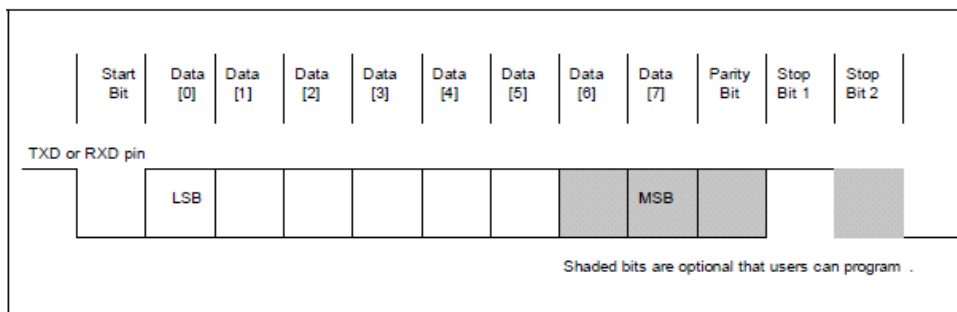 Start Data Data Data Data Data Data Data Data Parity Stop Stop
Bit [0] [1] [2] [3] [4] [5] [6] [7] Bit Bit 1 Bit 2
TXD or RXD pin
LSB MSB
Shaded bits are optional that users can program .